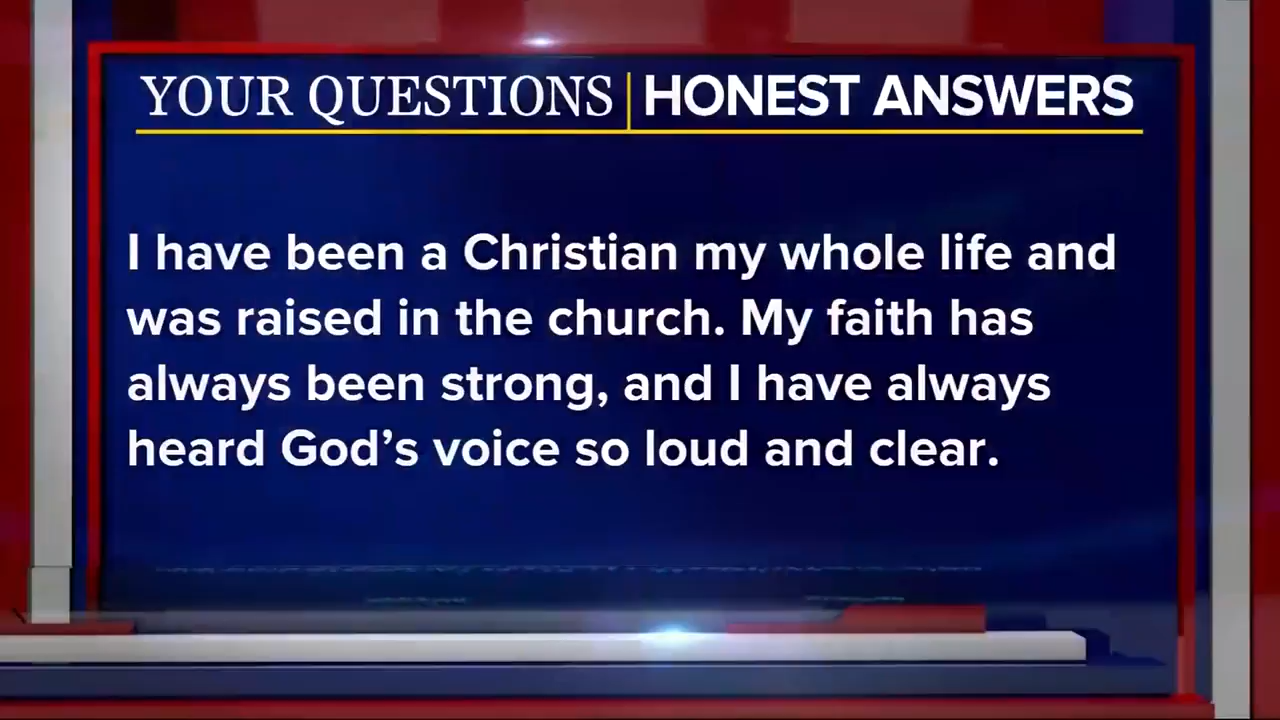 YOUR QUESTIONS | HONEST ANSWERS
I have been a Christian my whole life and
was raised in the church. My faith has
always been strong, and I have always
heard God’s voice so loud and clear.